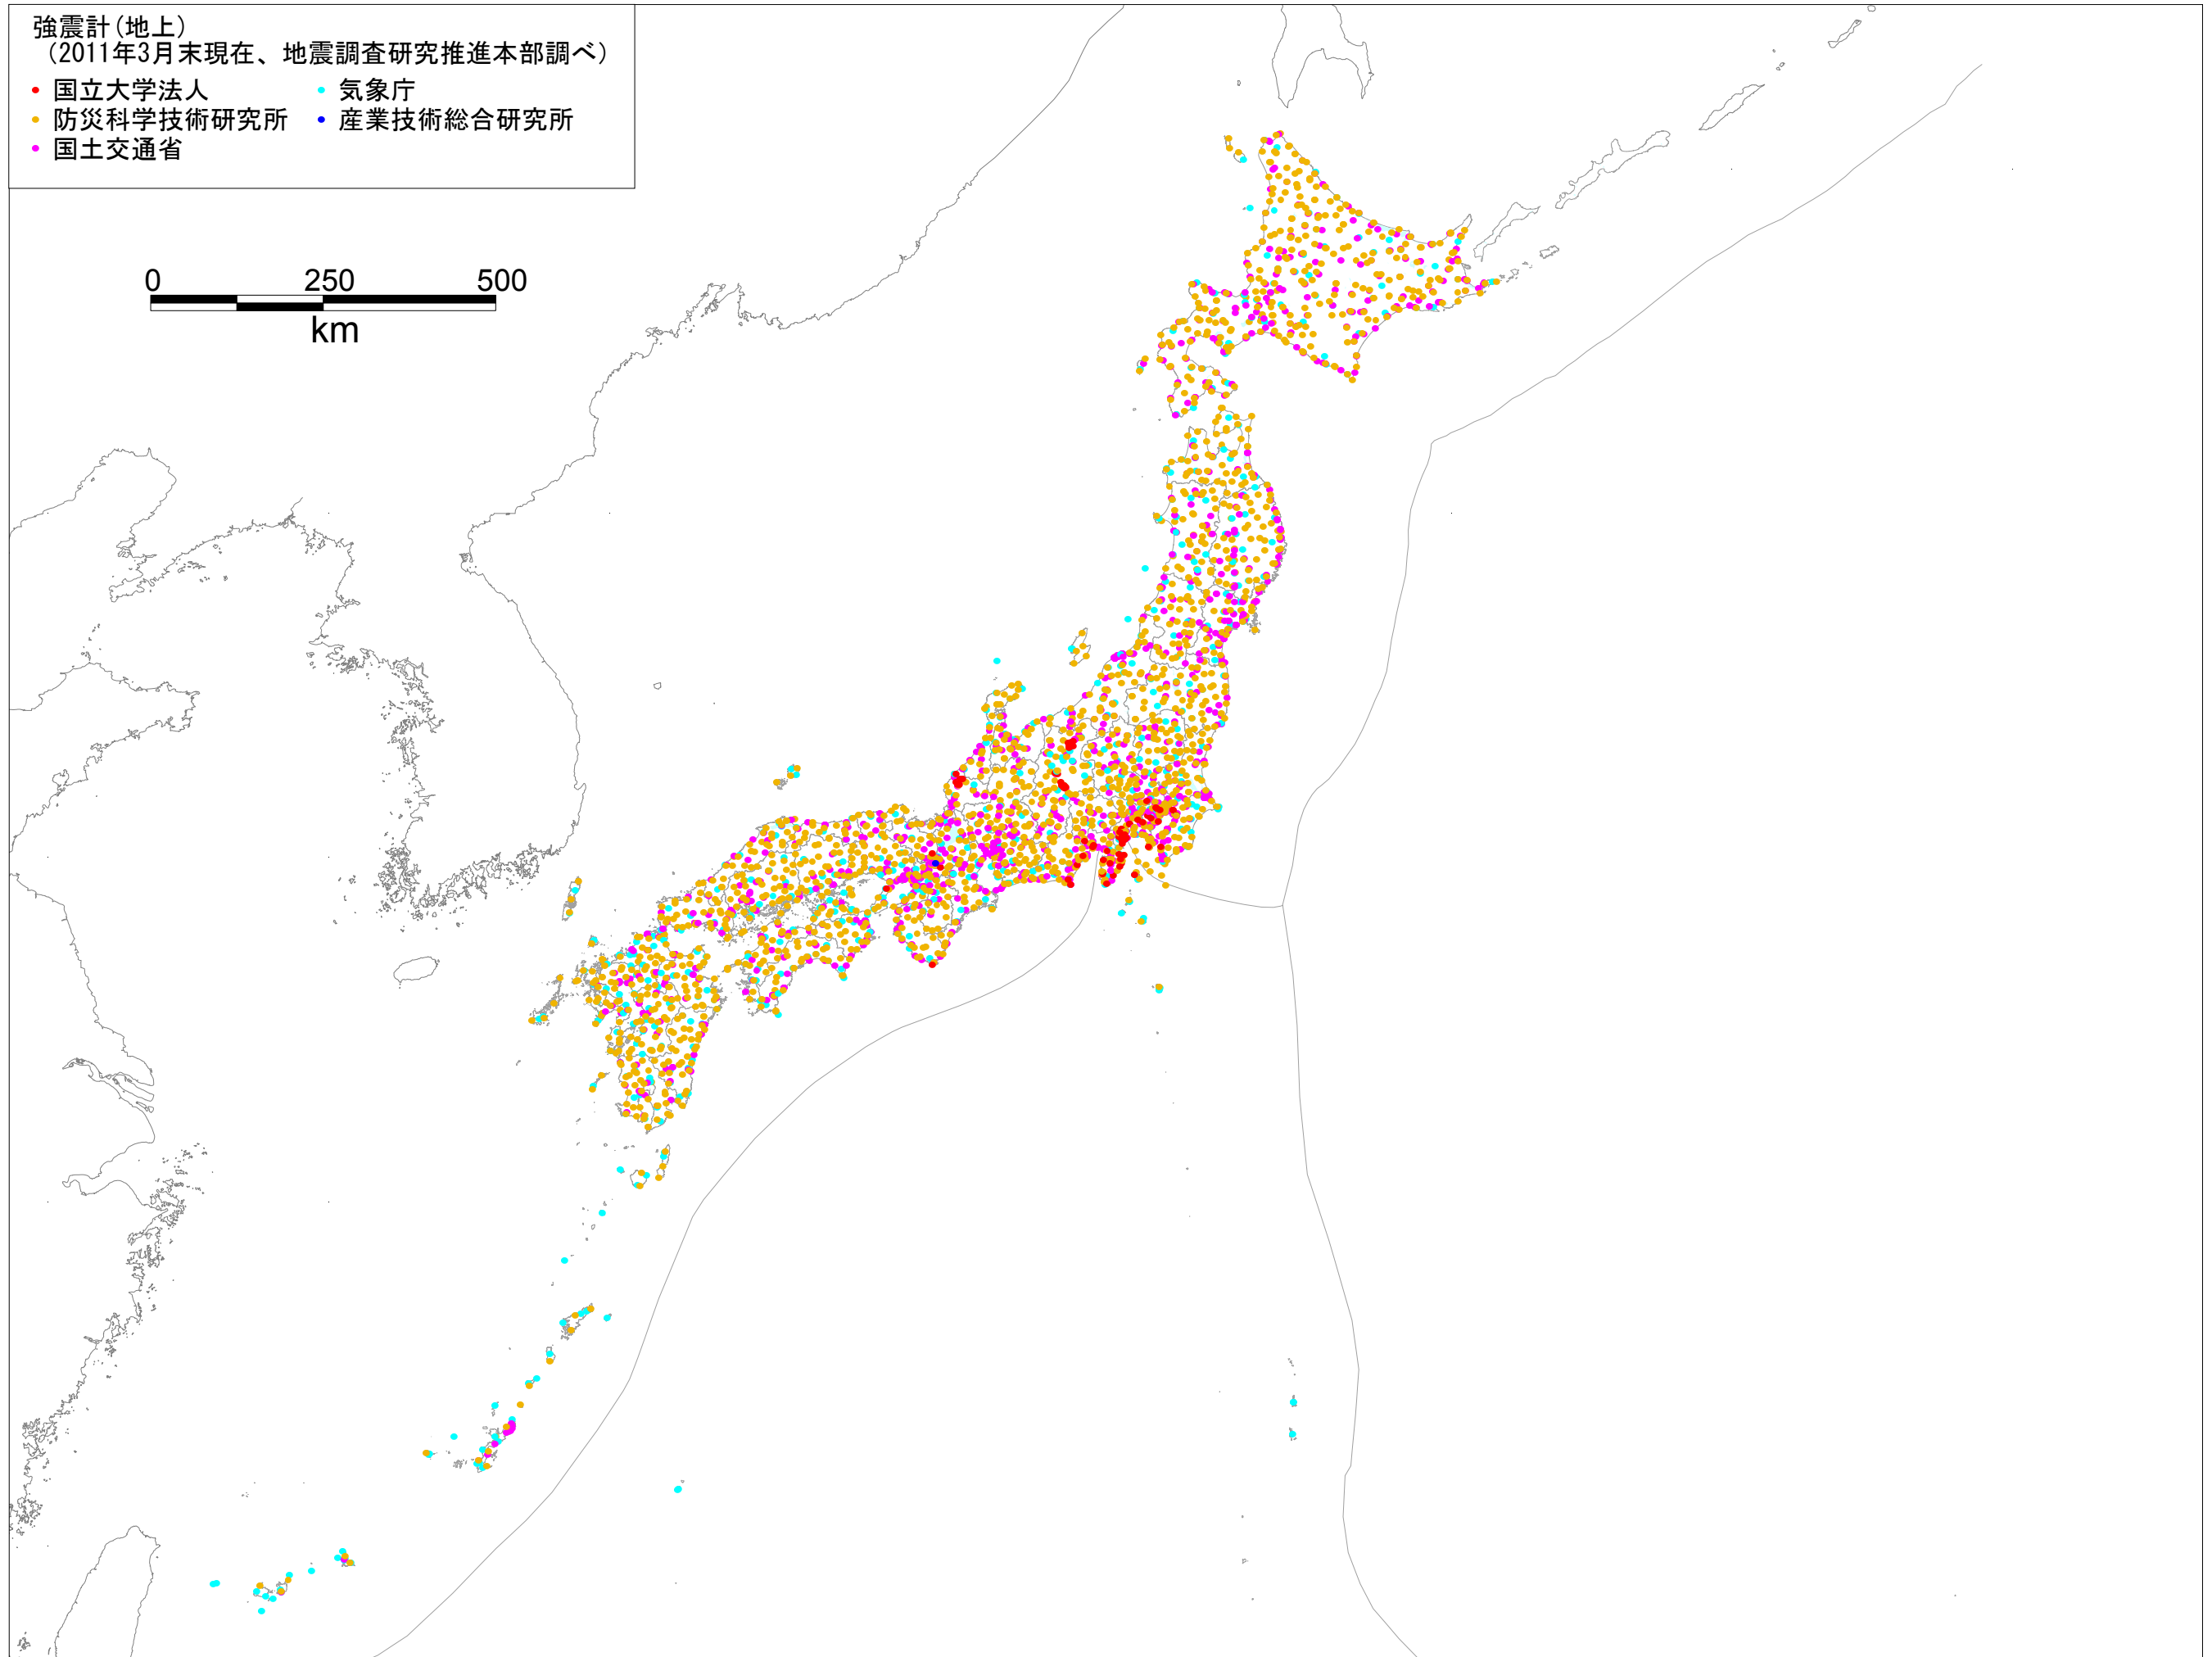 強震計(地上)
(2011年3月末現在、地震調査研究推進本部調べ)
国立大学法人 気象庁
防災科学技術研究所 産業技術総合研究所
国土交通省
0 250 500
km